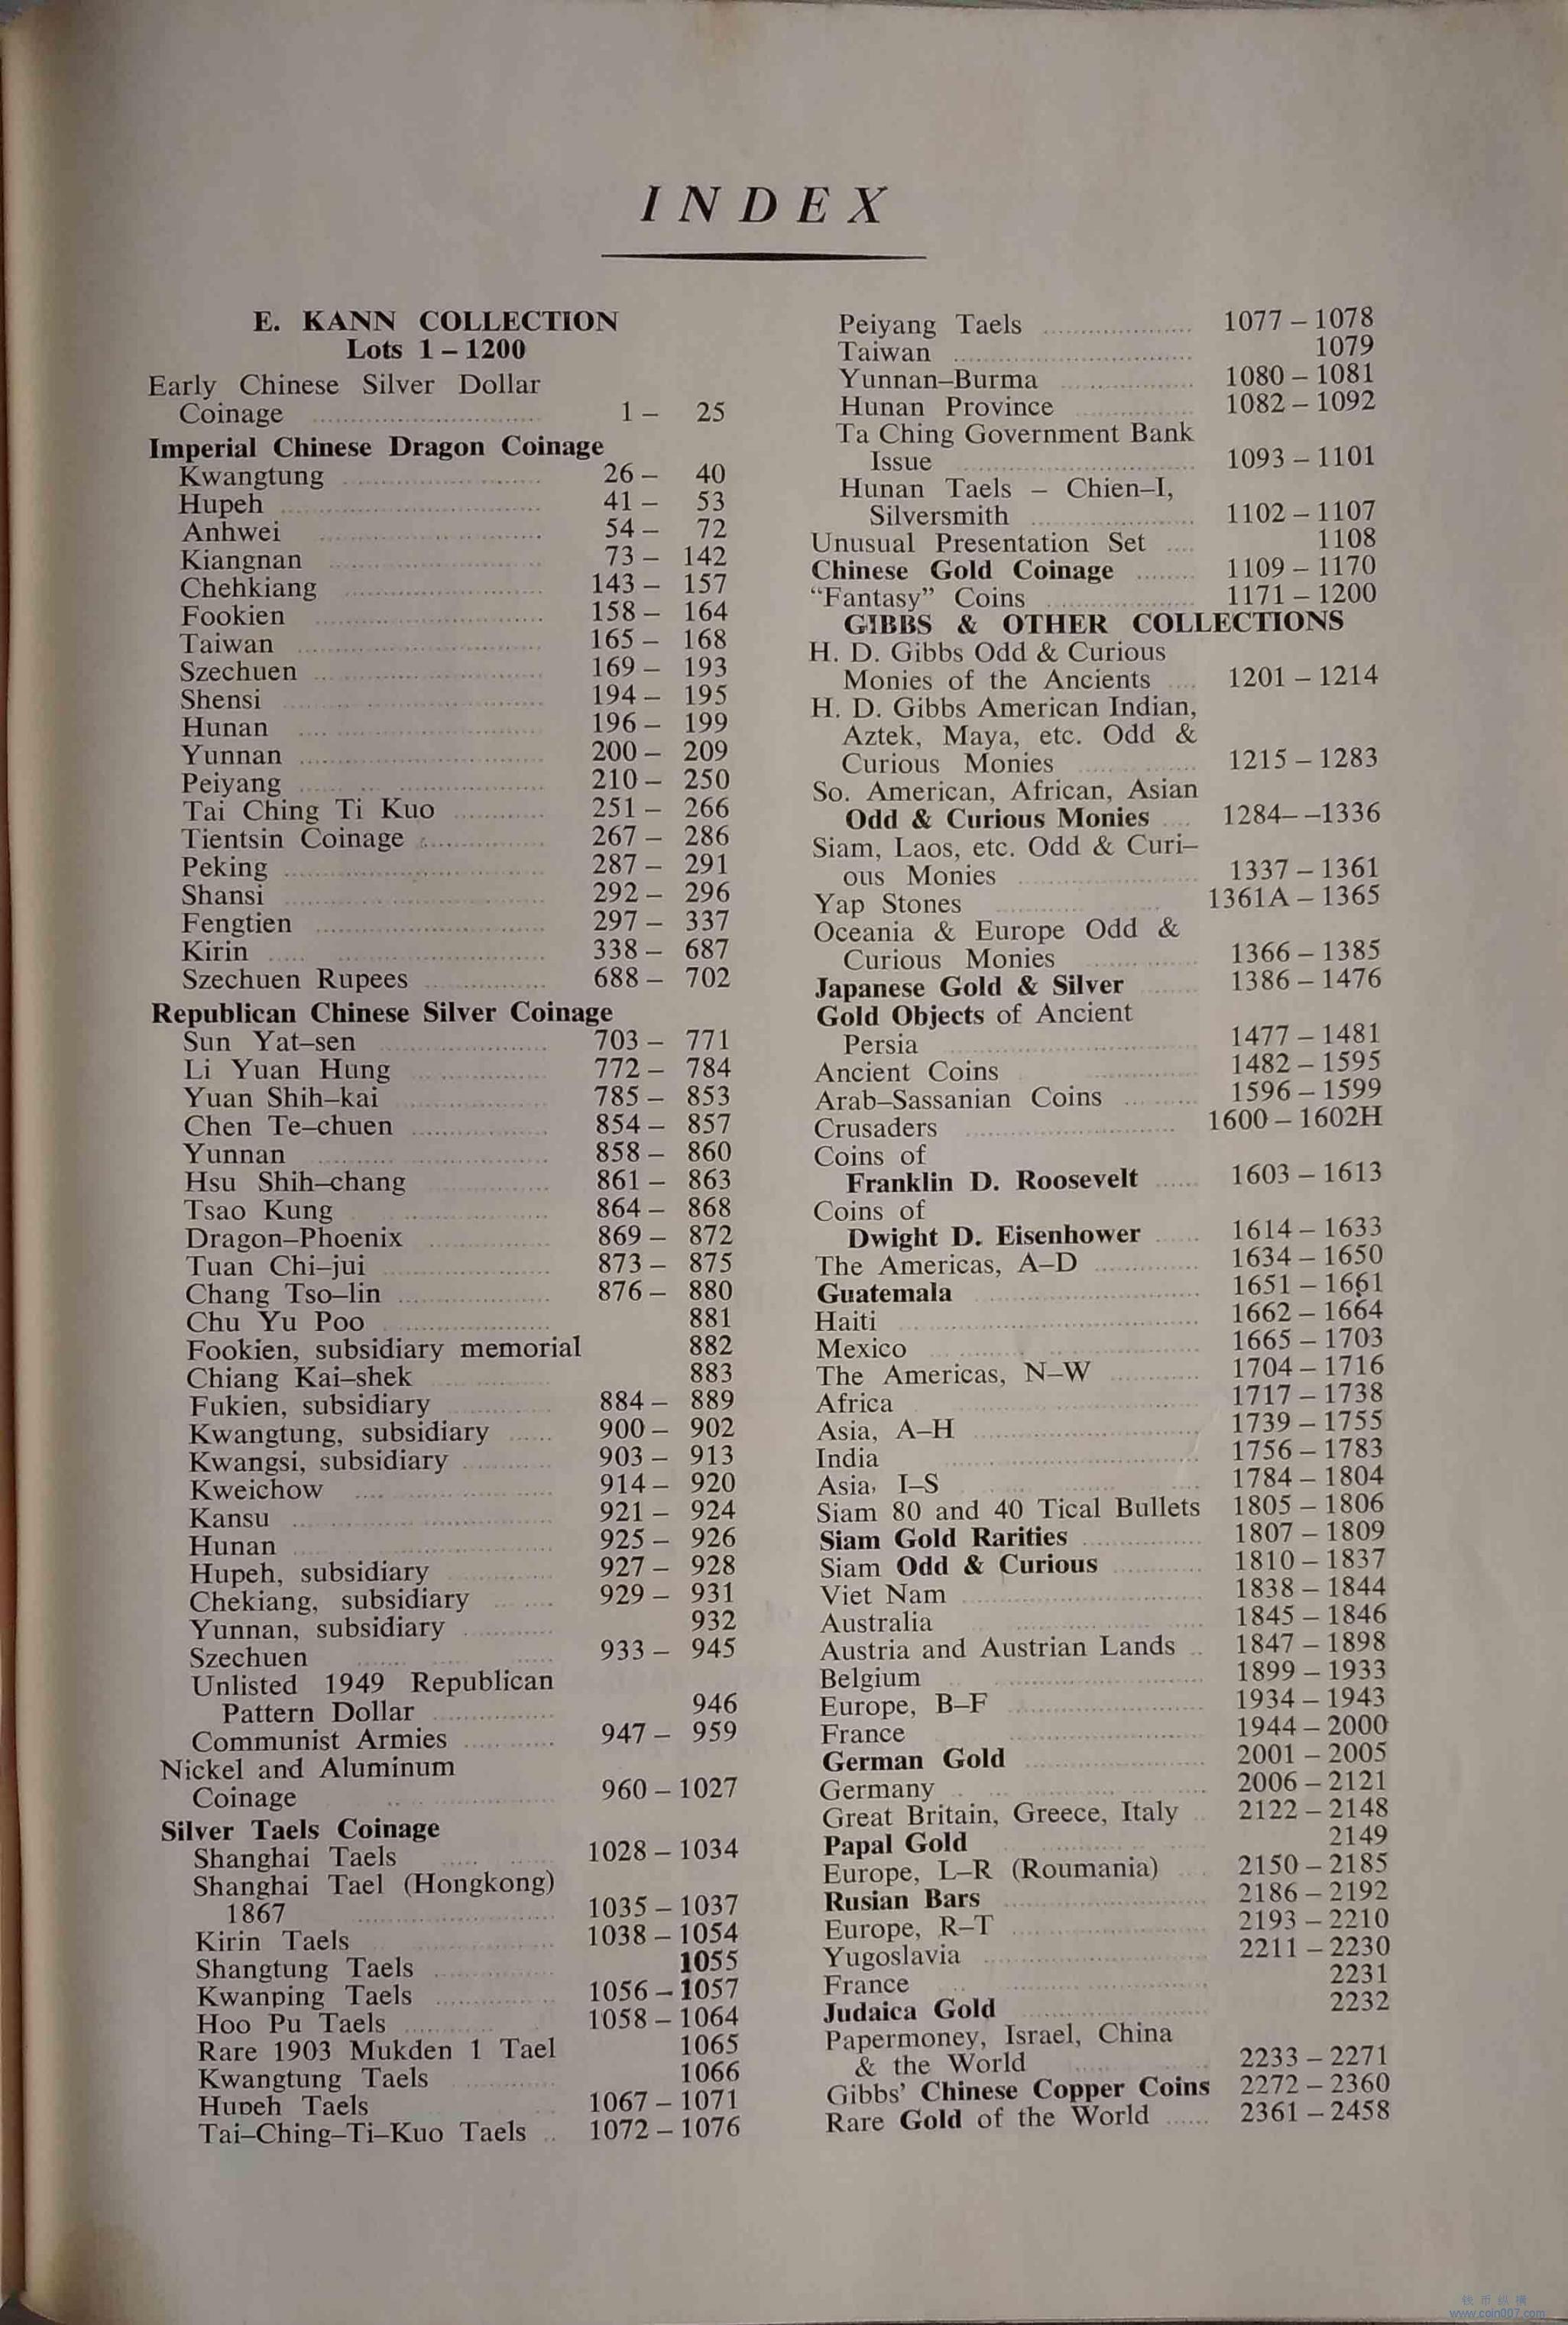 INDEX
E. KANN COLLECTION
Lots 1 – 1200
Early Chinese Silver Dollar
Coinage 1 – 25
Imperial Chinese Dragon Coinage
Kwangtung 26 – 40
Hupeh 41 – 53
Anhwei 54 – 72
Kiangnan 73 – 142
Chehkiang 143 – 157
Fookien 158 – 164
Taiwan 165 – 168
Szechuen 169 – 193
Shensi 194 – 195
Hunan 196 – 199
Yunnan 200 – 209
Peiyang 210 – 250
Tai Ching Ti Kuo 251 – 266
Tientsin Coinage 267 – 286
Peking 287 – 291
Shansi 292 – 296
Fengtien 297 – 337
Kirin 338 – 687
Szechuen Rupees 688 – 702
Republican Chinese Silver Coinage
Sun Yat–sen 703 – 771
Li Yuan Hung 772 – 784
Yuan Shih–kai 785 – 853
Chen Te–chuen 854 – 857
Yunnan 858 – 860
Hsu Shih–chang 861 – 863
Tsao Kung 864 – 868
Dragon–Phoenix 869 – 872
Tuan Chi–jui 873 – 875
Chang Tso–lin 876 – 880
Chu Yu Poo 881
Fookien, subsidiary memorial 882
Chiang Kai–shek 883
Fukien, subsidiary 884 – 889
Kwangtung, subsidiary 900 – 902
Kwangsi, subsidiary 903 – 913
Kweichow 914 – 920
Kansu 921 – 924
Hunan 925 – 926
Hupeh, subsidiary 927 – 928
Chekiang, subsidiary 929 – 931
Yunnan, subsidiary 932
Szechuen 933 – 945
Unlisted 1949 Republican
Pattern Dollar 946
Communist Armies 947 – 959
Nickel and Aluminum
Coinage 960 – 1027
Silver Taels Coinage
Shanghai Taels 1028 – 1034
Shanghai Tael (Hongkong)
1867 1035 – 1037
Kirin Taels 1038 – 1054
Shangtung Taels 1055
Kwanping Taels 1056 – 1057
Hoo Pu Taels 1058 – 1064
Rare 1903 Mukden 1 Tael 1065
Kwangtung Taels 1066
Hupeh Taels 1067 – 1071
Tai–Ching–Ti–Kuo Taels 1072 – 1076
Peiyang Taels 1077 – 1078
Taiwan 1079
Yunnan–Burma 1080 – 1081
Hunan Province 1082 – 1092
Ta Ching Government Bank
Issue 1093 – 1101
Hunan Taels – Chien–I,
Silversmith 1102 – 1107
Unusual Presentation Set 1108
Chinese Gold Coinage 1109 – 1170
“Fantasy” Coins 1171 – 1200
GIBBS & OTHER COLLECTIONS
H. D. Gibbs Odd & Curious
Monies of the Ancients 1201 – 1214
H. D. Gibbs American Indian,
Aztek, Maya, etc. Odd &
Curious Monies 1215 – 1283
So. American, African, Asian
Odd & Curious Monies 1284– –1336
Siam, Laos, etc. Odd & Curi–
ous Monies 1337 – 1361
Yap Stones 1361A – 1365
Oceania & Europe Odd &
Curious Monies 1366 – 1385
Japanese Gold & Silver 1386 – 1476
Gold Objects of Ancient
Persia 1477 – 1481
Ancient Coins 1482 – 1595
Arab–Sassanian Coins 1596 – 1599
Crusaders 1600 – 1602H
Coins of
Franklin D. Roosevelt 1603 – 1613
Coins of
Dwight D. Eisenhower 1614 – 1633
The Americas, A–D 1634 – 1650
Guatemala 1651 – 1661
Haiti 1662 – 1664
Mexico 1665 – 1703
The Americas, N–W 1704 – 1716
Africa 1717 – 1738
Asia, A–H 1739 – 1755
India 1756 – 1783
Asia, I–S 1784 – 1804
Siam 80 and 40 Tical Bullets 1805 – 1806
Siam Gold Rarities 1807 – 1809
Siam Odd & Curious 1810 – 1837
Viet Nam 1838 – 1844
Australia 1845 – 1846
Austria and Austrian Lands 1847 – 1898
Belgium 1899 – 1933
Europe, B–F 1934 – 1943
France 1944 – 2000
German Gold 2001 – 2005
Germany 2006 – 2121
Great Britain, Greece, Italy 2122 – 2148
Papal Gold 2149
Europe, L–R (Roumania) 2150 – 2185
Rusian Bars 2186 – 2192
Europe, R–T 2193 – 2210
Yugoslavia 2211 – 2230
France 2231
Judaica Gold 2232
Papermoney, Israel, China
& the World 2233 – 2271
Gibbs’ Chinese Copper Coins 2272 – 2360
Rare Gold of the World 2361 – 2458
钱币纵横
www.coin007.com